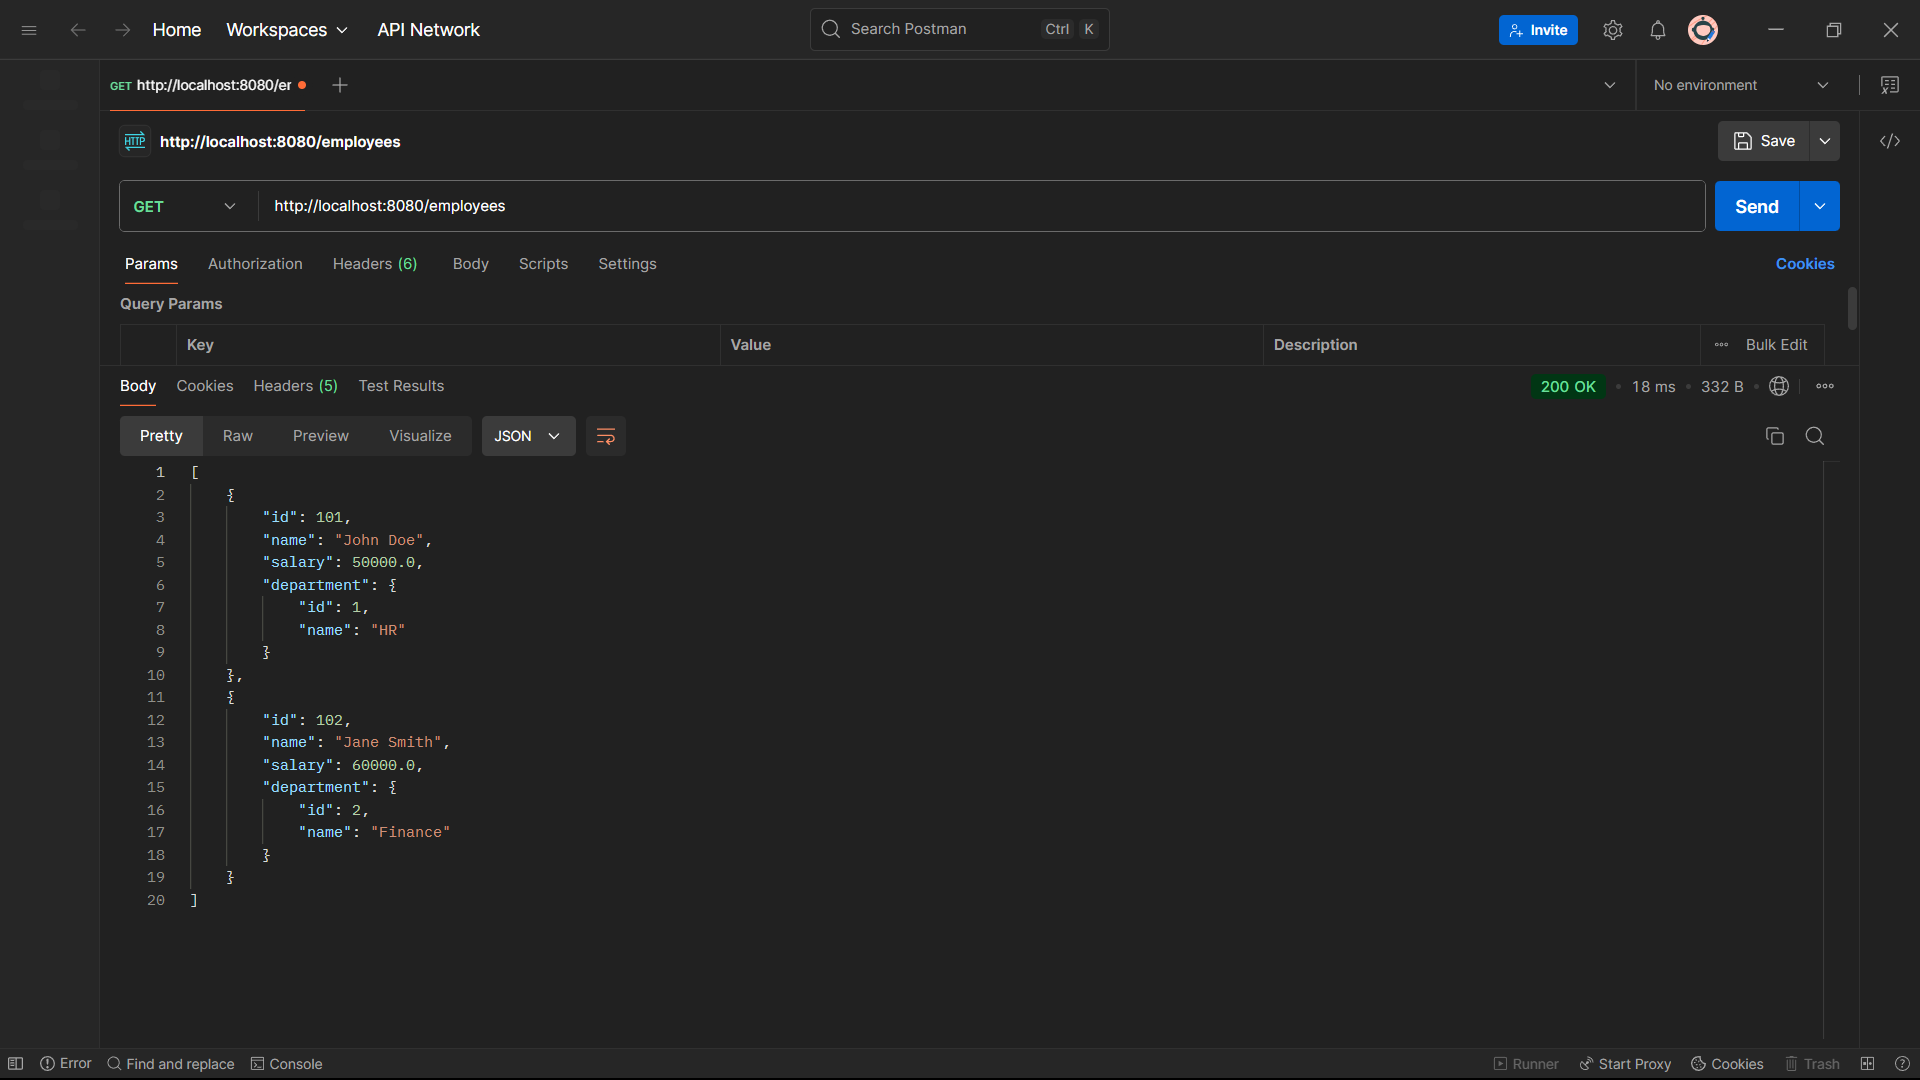 Home Workspaces API Network Search Postman Ctrl K Invite
GET http://localhost:8080/er No environment
HTTP http://localhost:8080/employees Save
GET http://localhost:8080/employees Send
Params Authorization Headers (6) Body Scripts Settings Cookies
Query Params
Key Value Description Bulk Edit
Body Cookies Headers (5) Test Results 200 OK 18 ms 332 B
Pretty Raw Preview Visualize JSON
1 [
2 {
3 "id": 101,
4 "name": "John Doe",
5 "salary": 50000.0,
6 "department": {
7 "id": 1,
8 "name": "HR"
9 }
10 },
11 {
12 "id": 102,
13 "name": "Jane Smith",
14 "salary": 60000.0,
15 "department": {
16 "id": 2,
17 "name": "Finance"
18 }
19 }
20 ]
Error Find and replace Console Runner Start Proxy Cookies Trash